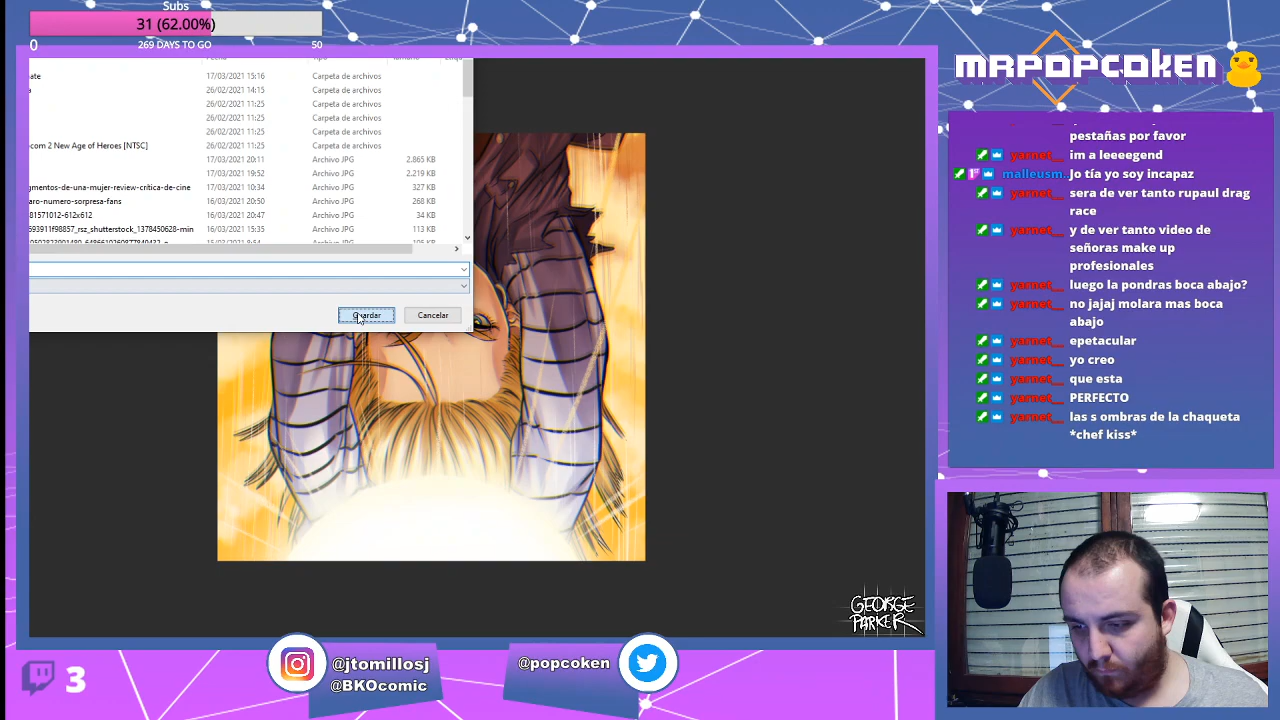 Subs
31 (62.00%)
0
269 DAYS TO GO
50
ate
17/03/2021 15:16
Carpeta de archivos
26/02/2021 14:15
Carpeta de archivos
26/02/2021 11:25
Carpeta de archivos
26/02/2021 11:25
Carpeta de archivos
26/02/2021 11:25
Carpeta de archivos
com 2 New Age of Heroes [NTSC]
26/02/2021 11:25
Carpeta de archivos
17/03/2021 20:11
Archivo JPG
2.865 KB
17/03/2021 19:52
Archivo JPG
2.219 KB
gmentos-de-una-mujer-review-critica-de-cine
17/03/2021 10:34
Archivo JPG
327 KB
aro-numero-sorpresa-fans
16/03/2021 20:50
Archivo JPG
268 KB
81571012-612x612
16/03/2021 20:47
Archivo JPG
34 KB
693911f98857_rsz_shutterstock_1378450628-min
16/03/2021 15:35
Archivo JPG
113 KB
Guardar
Cancelar
GEORGE
PARKER
MRPOPCOKEN
pestañas por favor
yarnet__ im a leeeegend
malleusm.. Jo tía yo soy incapaz
yarnet__ sera de ver tanto rupaul drag
race
yarnet__ y de ver tanto video de
señoras make up
profesionales
yarnet__ luego la pondras boca abajo?
yarnet__ no jajaj molara mas boca
abajo
yarnet__ epetacular
yarnet__ yo creo
yarnet__ que esta
yarnet__ PERFECTO
yarnet__ las s ombras de la chaqueta
*chef kiss*
3
@jtomillosj
@BKOcomic
@popcoken